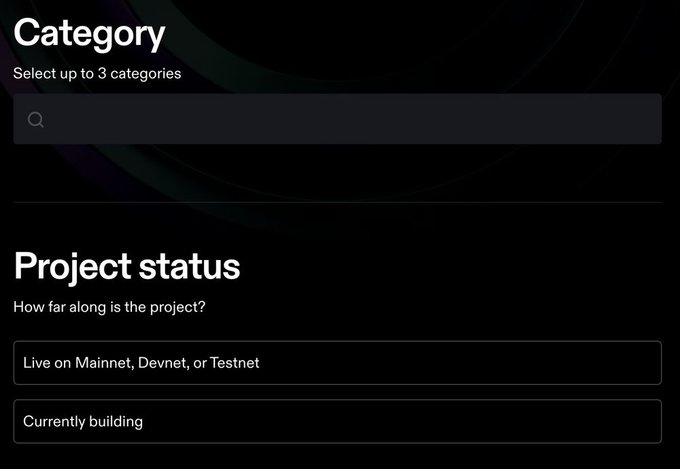 Category
Select up to 3 categories
Project status
How far along is the project?
Live on Mainnet, Devnet, or Testnet
Currently building